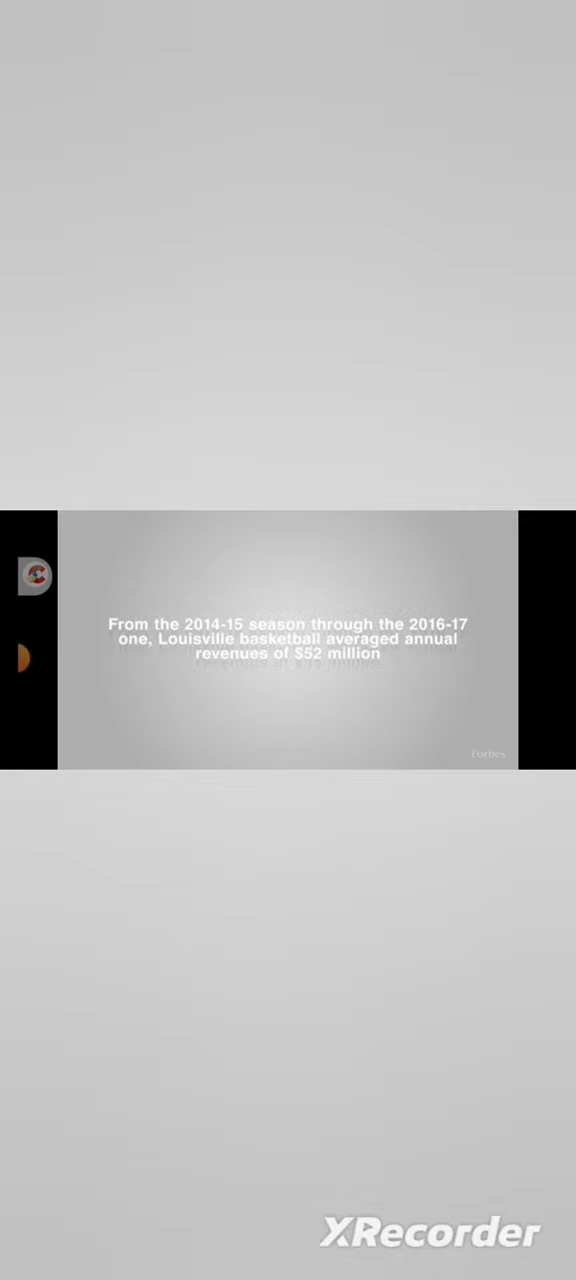 From the 2014-15 season through the 2016-17
one, Louisville basketball averaged annual
revenues of $52 million
Forbes
XRecorder